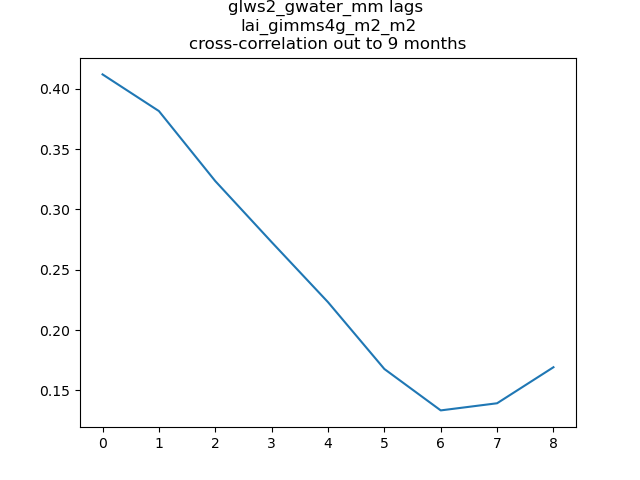 glws2_gwater_mm lags
lai_gimms4g_m2_m2
cross-correlation out to 9 months
0.40
0.35
0.30
0.25
0.20
0.15
0 1 2 3 4 5 6 7 8